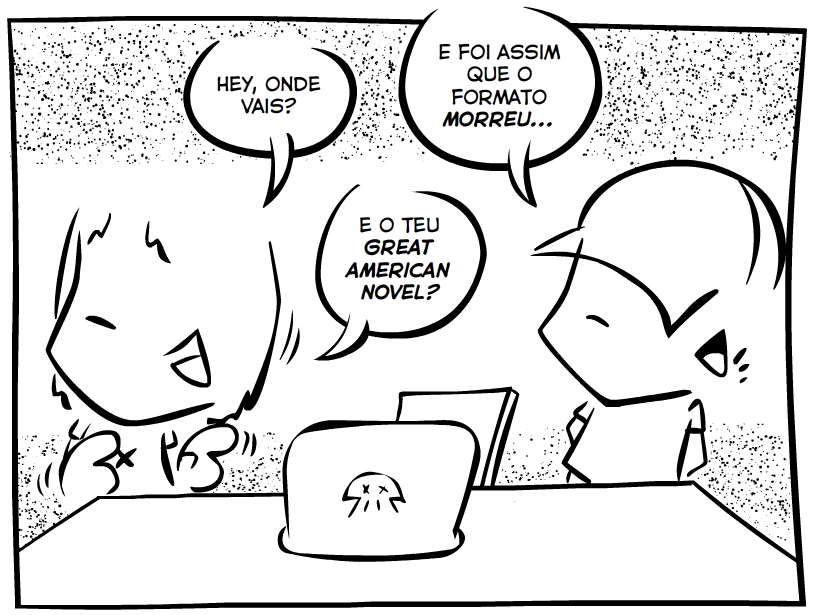 HEY, ONDE
VAIS?
E FOI ASSIM
QUE O
FORMATO
MORREU...
E O TEU
GREAT
AMERICAN
NOVEL?